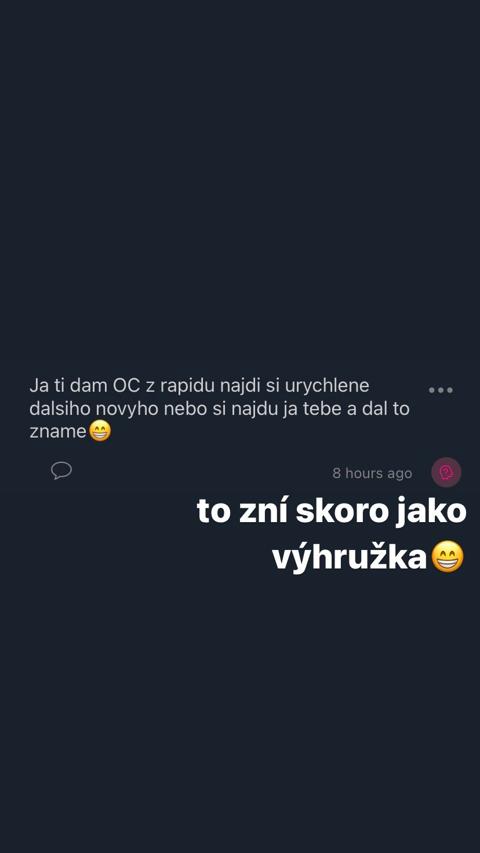 Ja ti dam OC z rapidu najdi si urychlene
dalsiho novyho nebo si najdu ja tebe a dal to
zname😁
8 hours ago
to zní skoro jako
výhružka😁